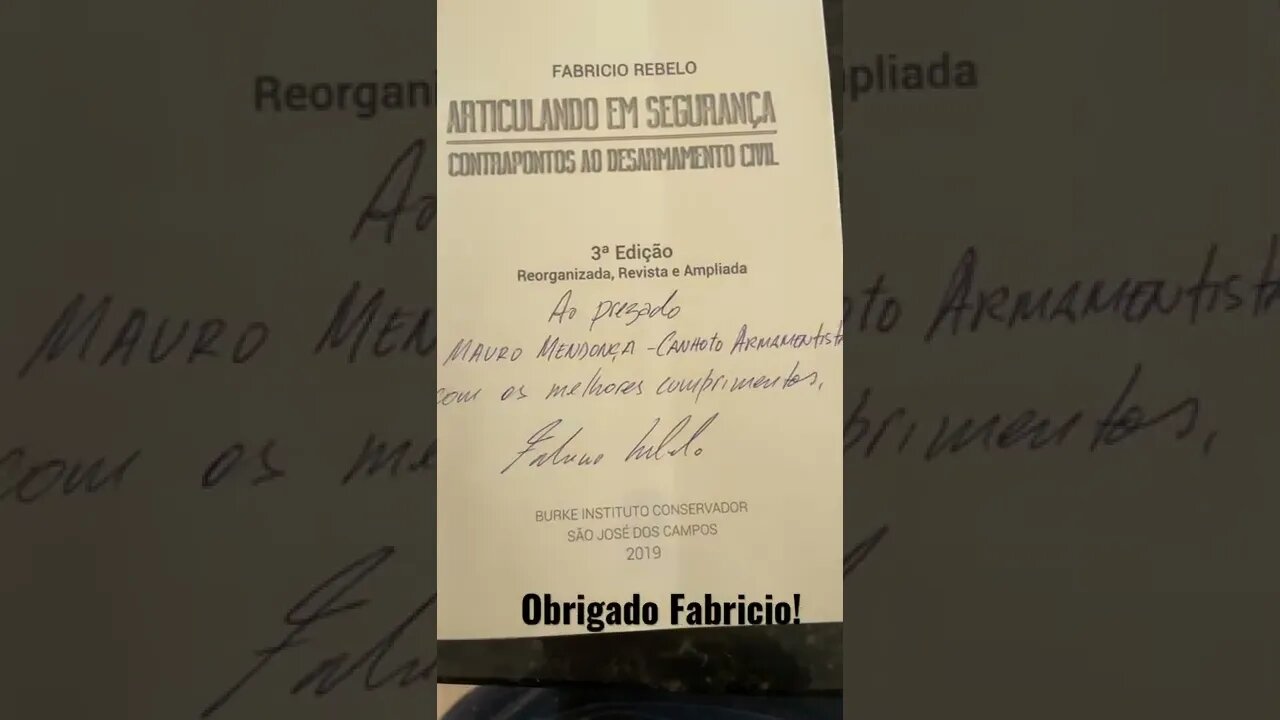 FABRICIO REBELO
ARTICULANDO EM SEGURANÇA
CONTRAPONTOS AO DESARMAMENTO CIVIL
3ª Edição
Reorganizada, Revista e Ampliada
Ao prezado
MAURO MENDONÇA - CANHOTO ARMAMENTISTA
com os melhores cumprimentos,
BURKE INSTITUTO CONSERVADOR
SÃO JOSÉ DOS CAMPOS
2019
Obrigado Fabricio!